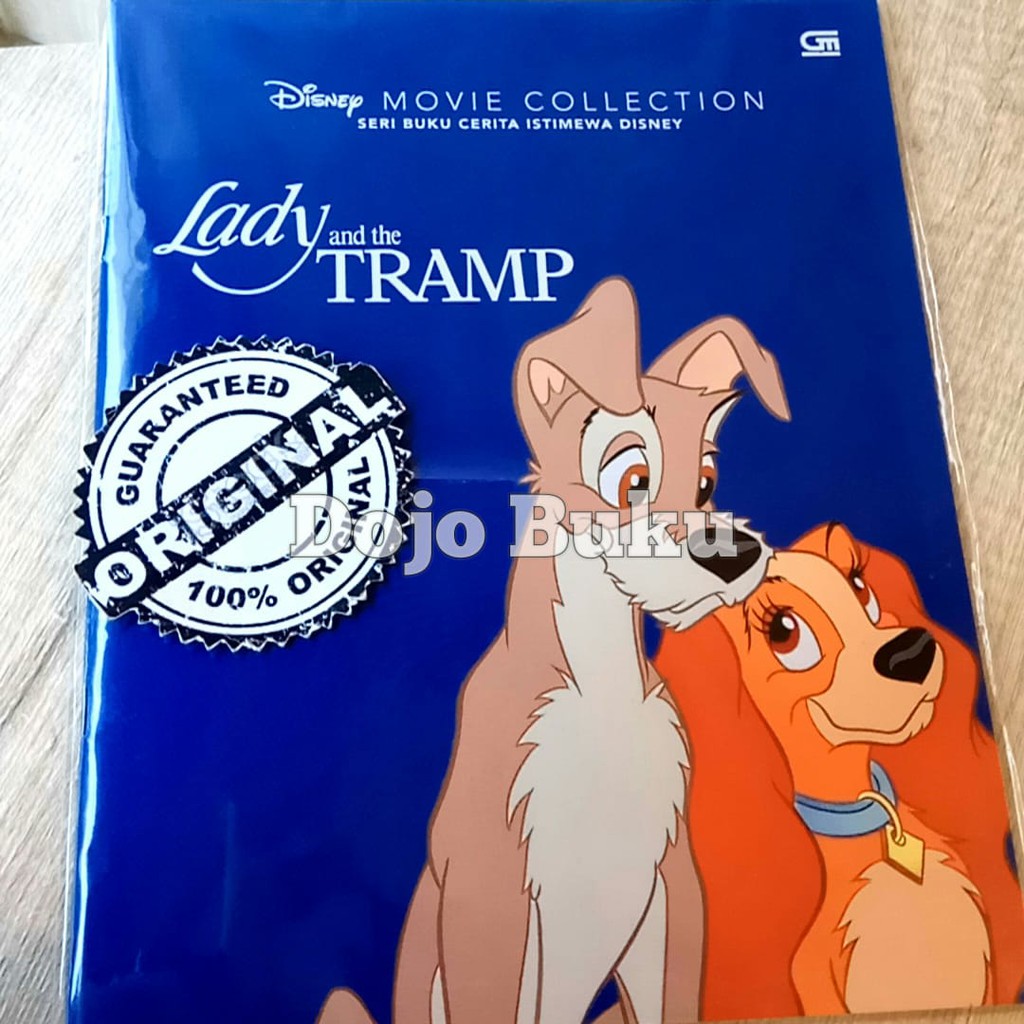 GM
Disney MOVIE COLLECTION
SERI BUKU CERITA ISTIMEWA DISNEY
Lady and the
TRAMP
GUARANTEED
ORIGINAL
100% ORIGINAL
Dojo Buku